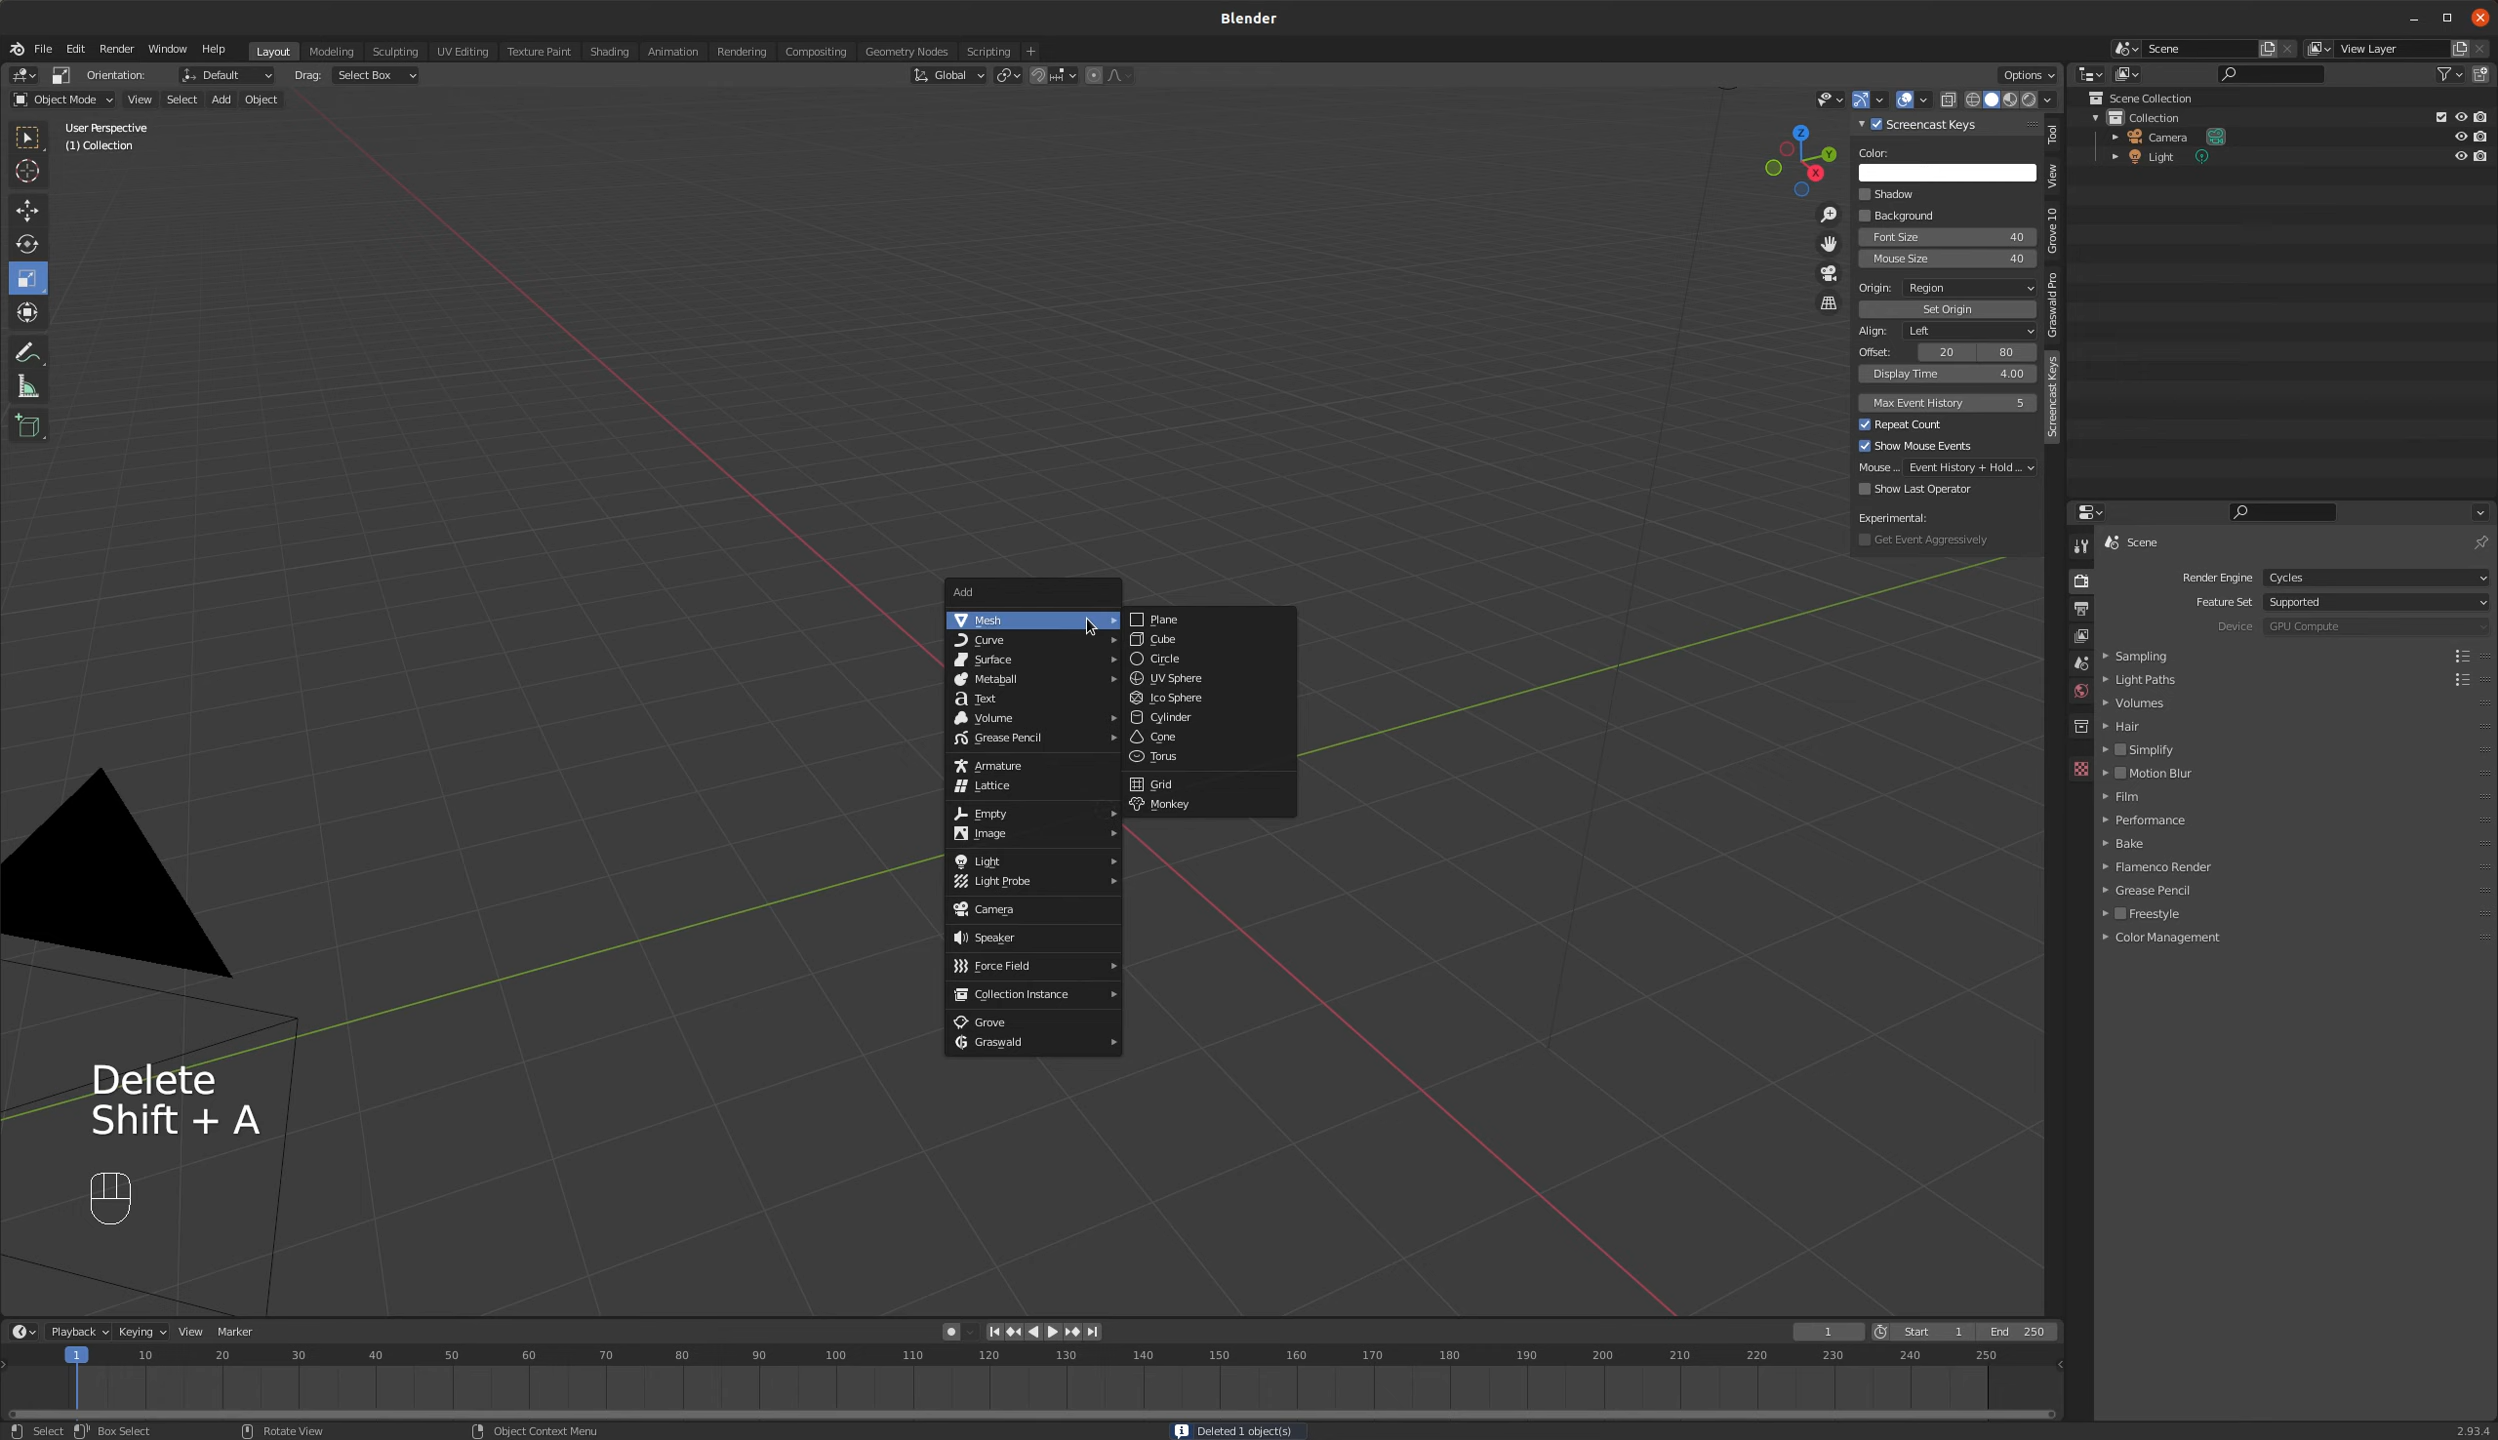 Blender
File Edit Render Window Help Layout Modeling Sculpting UV Editing Texture Paint Shading Animation Rendering Compositing Geometry Nodes Scripting + Scene View Layer
Orientation: Default Drag: Select Box Global Options
Object Mode View Select Add Object
User Perspective
(1) Collection
Z
Y
X
Screencast Keys
Color:
Shadow
Background
Font Size 40
Mouse Size 40
Origin: Region
Set Origin
Align: Left
Offset: 20 80
Display Time 4.00
Max Event History 5
Repeat Count
Show Mouse Events
Mouse ... Event History + Hold ...
Show Last Operator
Experimental:
Get Event Aggressively
Tool
View
Grove 10
Graswald Pro
Screencast Keys
Scene Collection
Collection
Camera
Light
Scene
Render Engine Cycles
Feature Set Supported
Device GPU Compute
Sampling
Light Paths
Volumes
Hair
Simplify
Motion Blur
Film
Performance
Bake
Flamenco Render
Grease Pencil
Freestyle
Color Management
Add
Mesh
Curve
Surface
Metaball
Text
Volume
Grease Pencil
Armature
Lattice
Empty
Image
Light
Light Probe
Camera
Speaker
Force Field
Collection Instance
Grove
Graswald
Plane
Cube
Circle
UV Sphere
Ico Sphere
Cylinder
Cone
Torus
Grid
Monkey
Delete
Shift + A
Playback Keying View Marker 1 Start 1 End 250
1 10 20 30 40 50 60 70 80 90 100 110 120 130 140 150 160 170 180 190 200 210 220 230 240 250
Select Box Select Rotate View Object Context Menu Deleted 1 object(s) 2.93.4